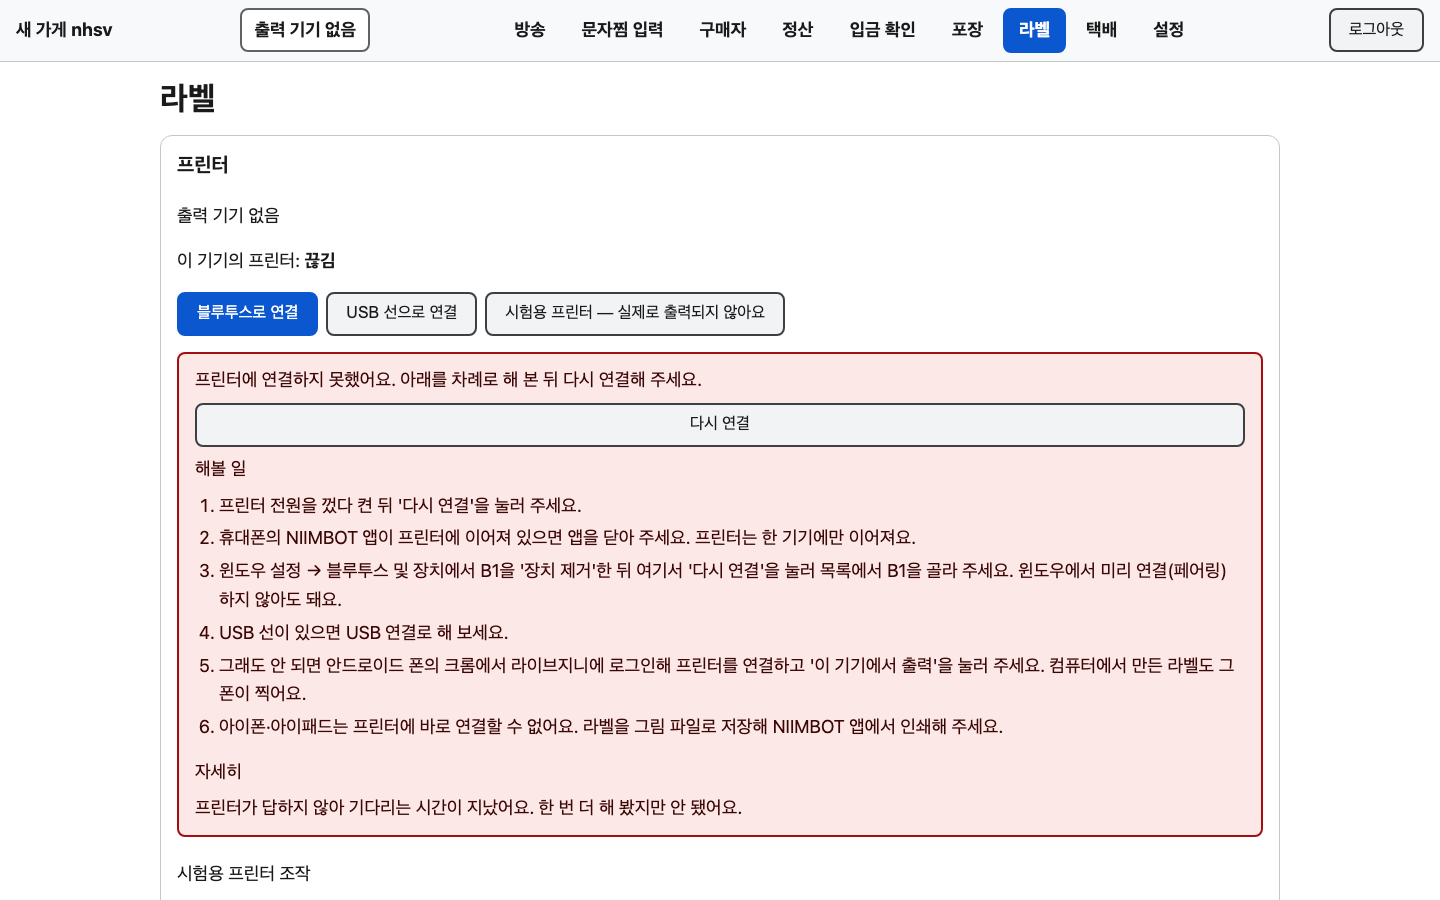 새 가게 nhsv
출력 기기 없음
방송
문자찜 입력
구매자
정산
입금 확인
포장
라벨
택배
설정
로그아웃
라벨
프린터
출력 기기 없음
이 기기의 프린터: 끊김
블루투스로 연결
USB 선으로 연결
시험용 프린터 — 실제로 출력되지 않아요
프린터에 연결하지 못했어요. 아래를 차례로 해 본 뒤 다시 연결해 주세요.
다시 연결
해볼 일
1. 프린터 전원을 껐다 켠 뒤 '다시 연결'을 눌러 주세요.
2. 휴대폰의 NIIMBOT 앱이 프린터에 이어져 있으면 앱을 닫아 주세요. 프린터는 한 기기에만 이어져요.
3. 윈도우 설정 → 블루투스 및 장치에서 B1을 '장치 제거'한 뒤 여기서 '다시 연결'을 눌러 목록에서 B1을 골라 주세요. 윈도우에서 미리 연결(페어링)
하지 않아도 돼요.
4. USB 선이 있으면 USB 연결로 해 보세요.
5. 그래도 안 되면 안드로이드 폰의 크롬에서 라이브지니에 로그인해 프린터를 연결하고 '이 기기에서 출력'을 눌러 주세요. 컴퓨터에서 만든 라벨도 그
폰이 찍어요.
6. 아이폰·아이패드는 프린터에 바로 연결할 수 없어요. 라벨을 그림 파일로 저장해 NIIMBOT 앱에서 인쇄해 주세요.
자세히
프린터가 답하지 않아 기다리는 시간이 지났어요. 한 번 더 해 봤지만 안 됐어요.
시험용 프린터 조작